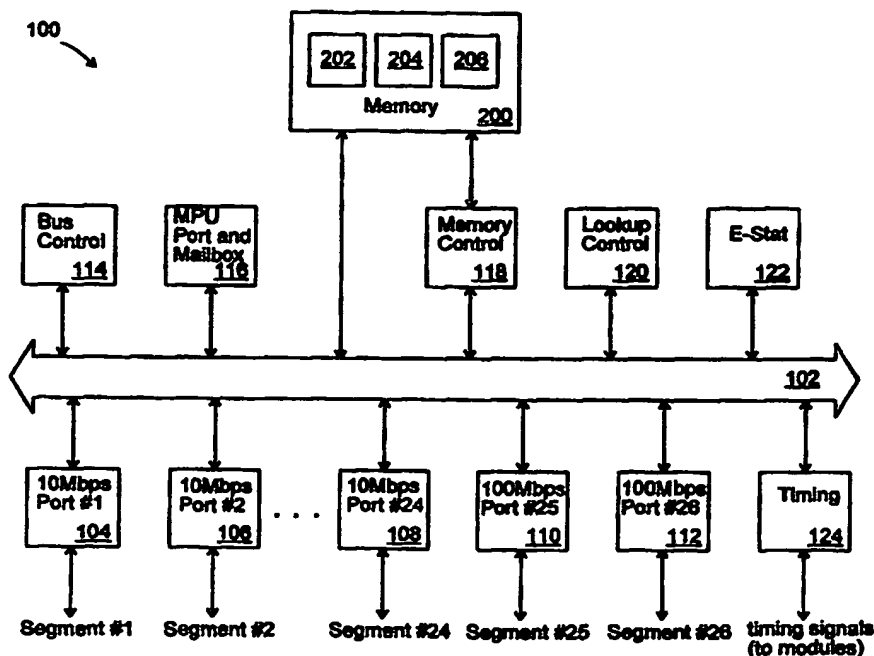 100
202 204 206
Memory
200
Bus
Control
114
MPU
Port and
Mailbox
116
Memory
Control
118
Lookup
Control
120
E-Stat
122
102
10Mbps
Port #1
104
10Mbps
Port #2
106
. . .
10Mbps
Port #24
108
100Mbps
Port #25
110
100Mbps
Port #26
112
Timing
124
Segment #1
Segment #2
Segment #24
Segment #25
Segment #26
timing signals
(to modules)